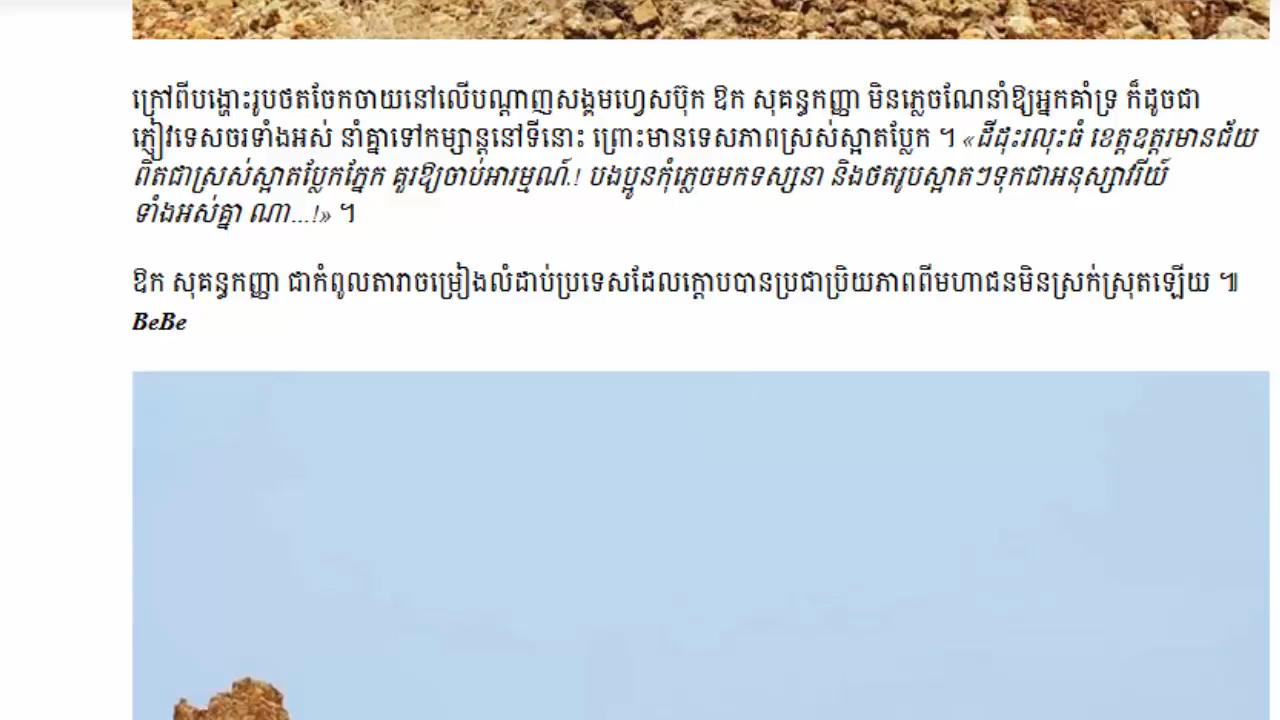 ក្រៅពីបង្ហោះរូបថតចែកចាយនៅលើបណ្ដាញសង្គមហ្វេសប៊ុក ឱក សុគន្ធកញ្ញា មិនភ្លេចណែនាំឱ្យអ្នកគាំទ្រ ក៏ដូចជា
ភ្ញៀវទេសចរទាំងអស់ នាំគ្នាទៅកម្សាន្តនៅទីនោះ ព្រោះមានទេសភាពស្រស់ស្អាតប្លែក ។ «ដីដុះរលុះធំ ខេត្តឧត្តរមានជ័យ
ពិតជាស្រស់ស្អាតប្លែកភ្នែក គួរឱ្យចាប់អារម្មណ៍.! បងប្អូនកុំភ្លេចមកទស្សនា និងថតរូបស្អាតៗទុកជាអនុស្សាវរីយ៍
ទាំងអស់គ្នា ណា...!» ។
ឱក សុគន្ធកញ្ញា ជាកំពូលតារាចម្រៀងលំដាប់ប្រទេសដែលក្ដោបបានប្រជាប្រិយភាពពីមហាជនមិនស្រក់ស្រុតឡើយ ៕
BeBe